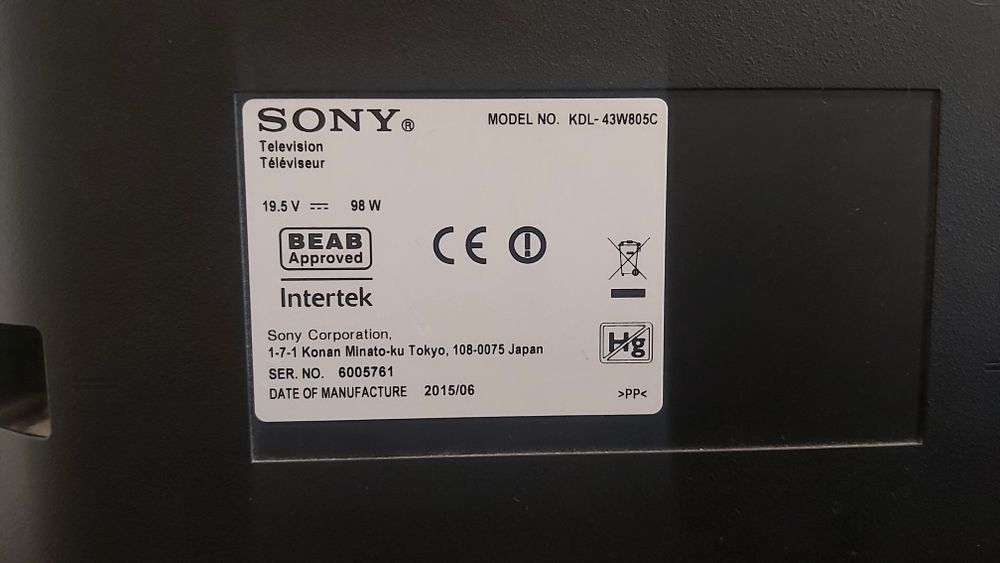 SONY®
MODEL NO. KDL-43W805C
Television
Téléviseur
19.5 V ⎓ 98 W
BEAB
Approved
CE
Intertek
Sony Corporation,
1-7-1 Konan Minato-ku Tokyo, 108-0075 Japan
Hg
SER. NO. 6005761
DATE OF MANUFACTURE 2015/06
>PP<